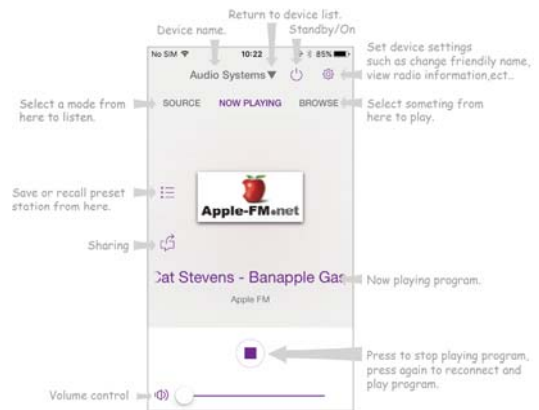 Return to device list.
Device name.
Standby/On
No SIM
10:22
85%
Audio Systems▼
Set device settings
such as change friendly name,
view radio information,ect..
SOURCE
NOW PLAYING
BROWSE
Select a mode from
here to listen.
Select someting from
here to play.
Save or recall preset
station from here.
Apple-FM.net
Sharing
Cat Stevens - Banapple Gas
Now playing program.
Apple FM
Press to stop playing program,
press again to reconnect and
play program.
Volume control